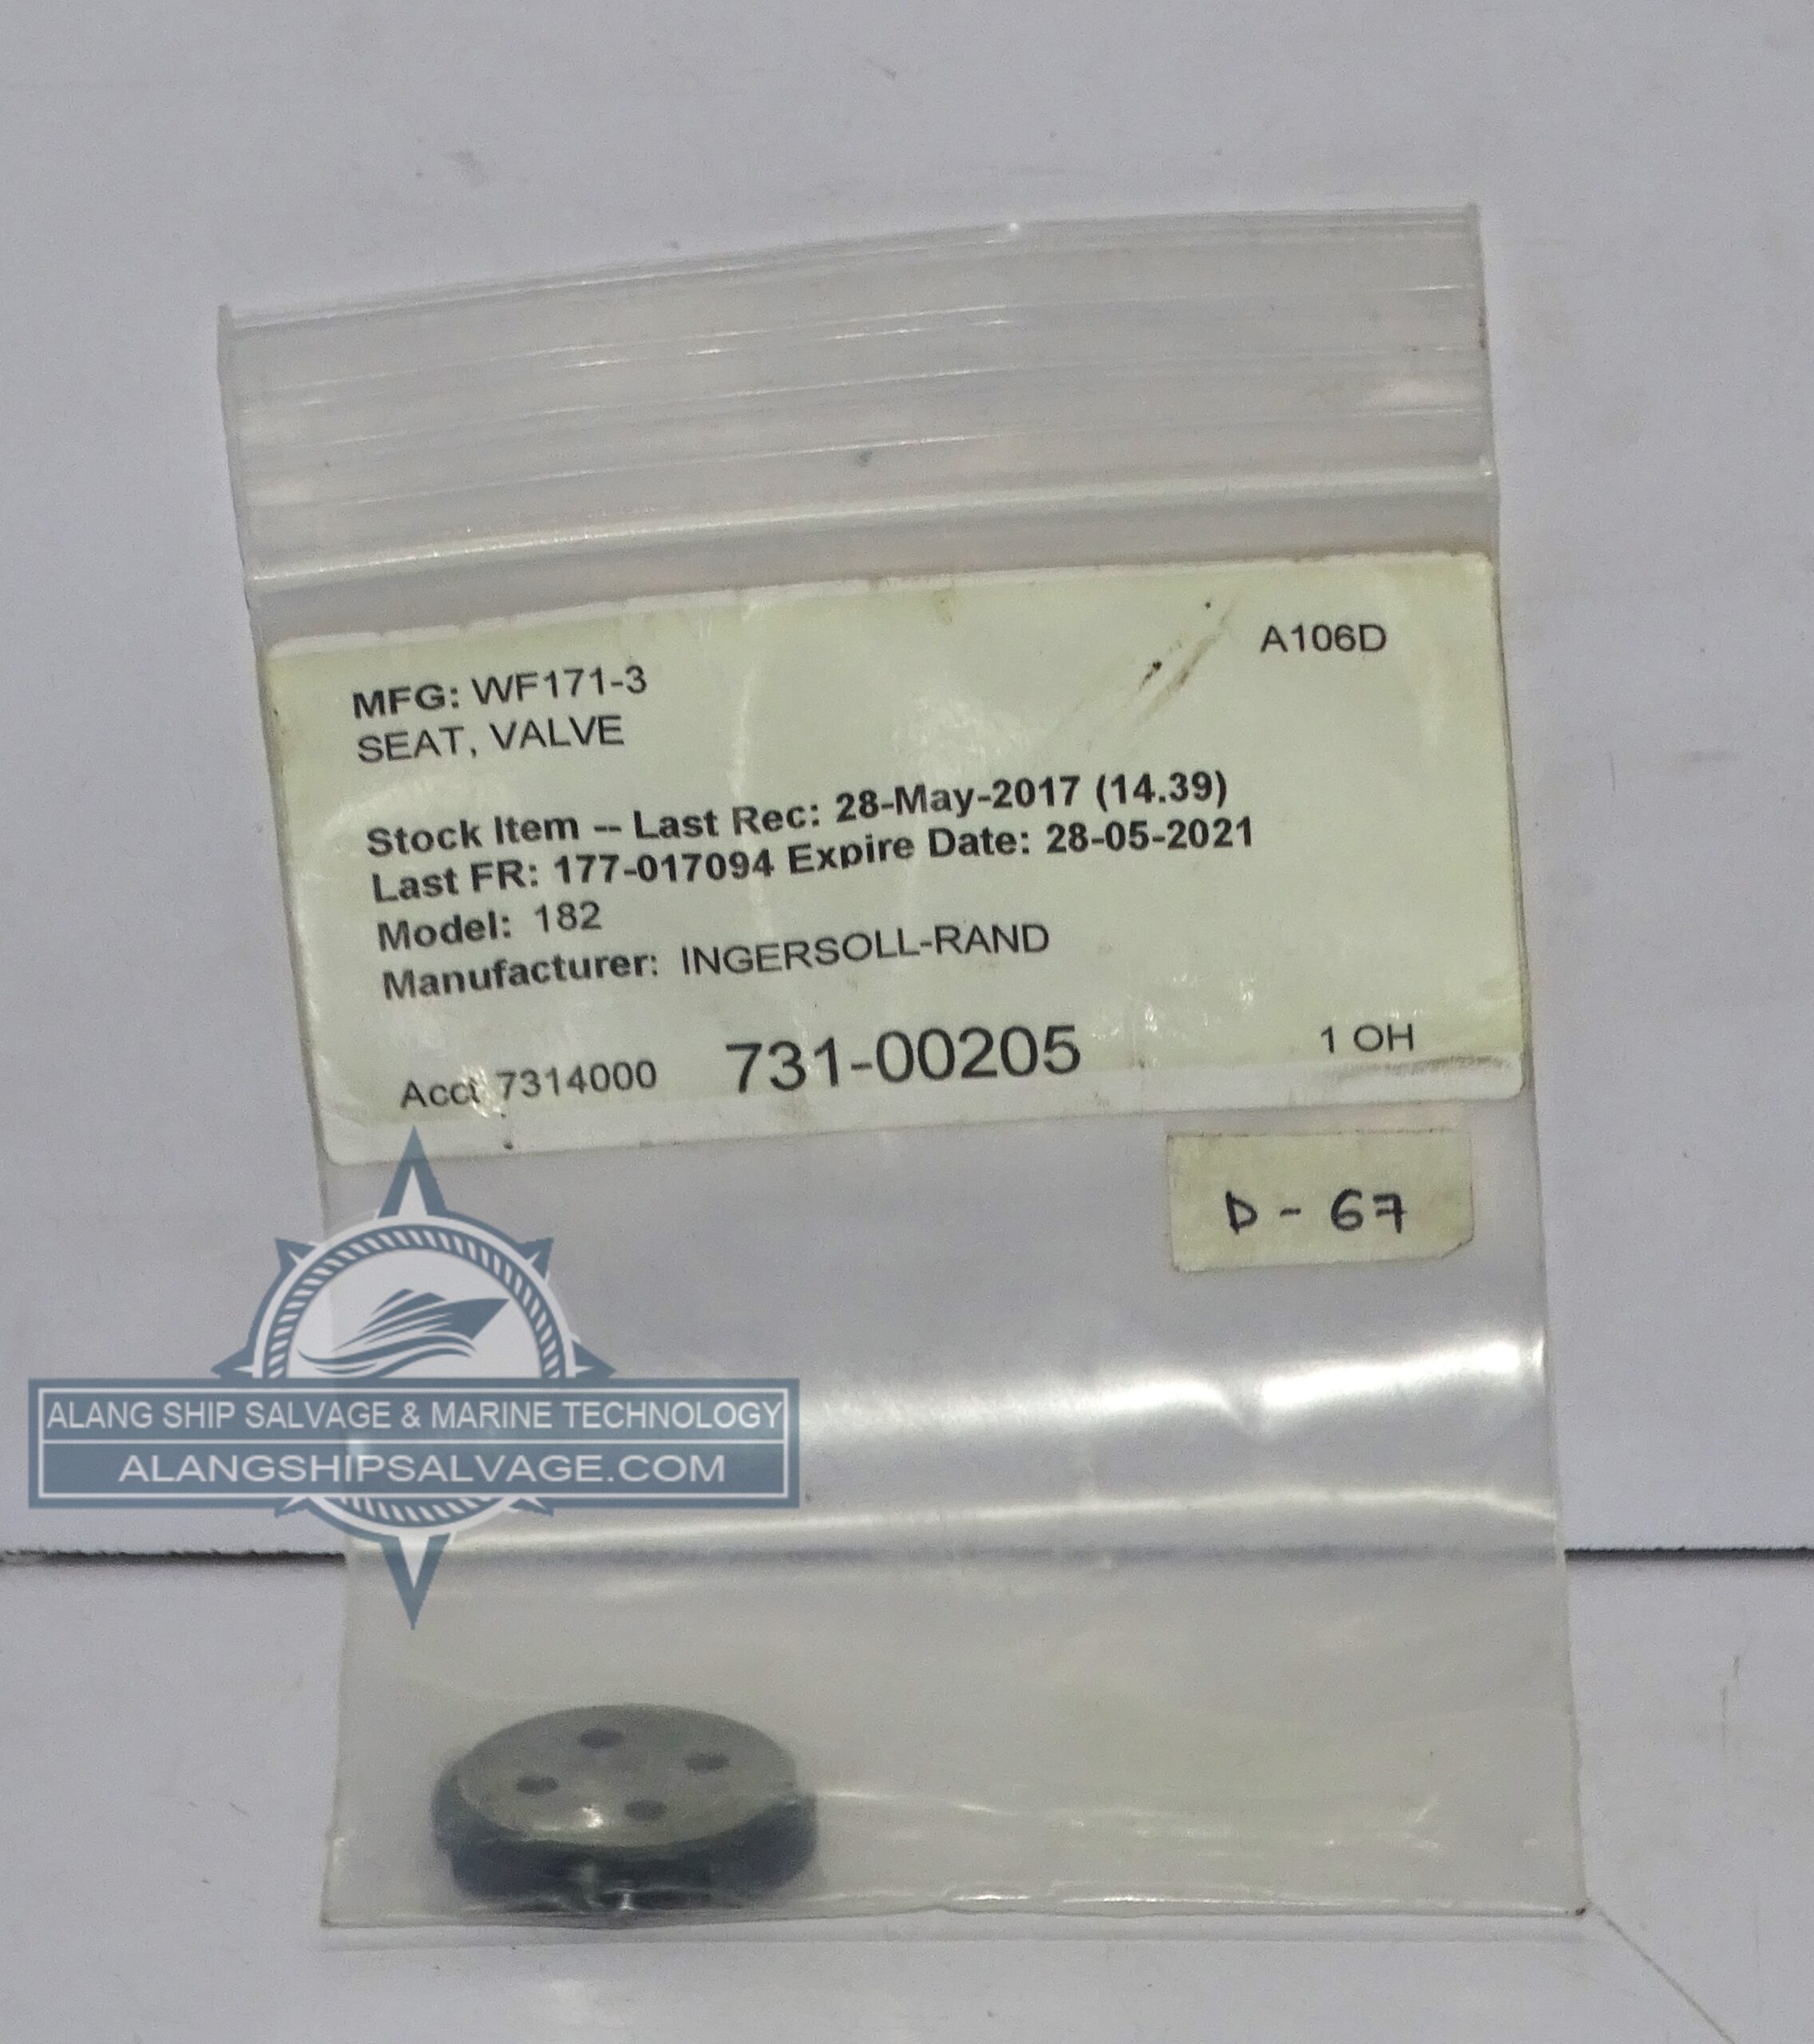 A106D
MFG: WF171-3
SEAT, VALVE
Stock Item -- Last Rec: 28-May-2017 (14.39)
Last FR: 177-017094 Expire Date: 28-05-2021
Model: 182
Manufacturer: INGERSOLL-RAND
Acct 7314000 731-00205 1 OH
D - 67
ALANG SHIP SALVAGE & MARINE TECHNOLOGY
ALANGSHIPSALVAGE.COM